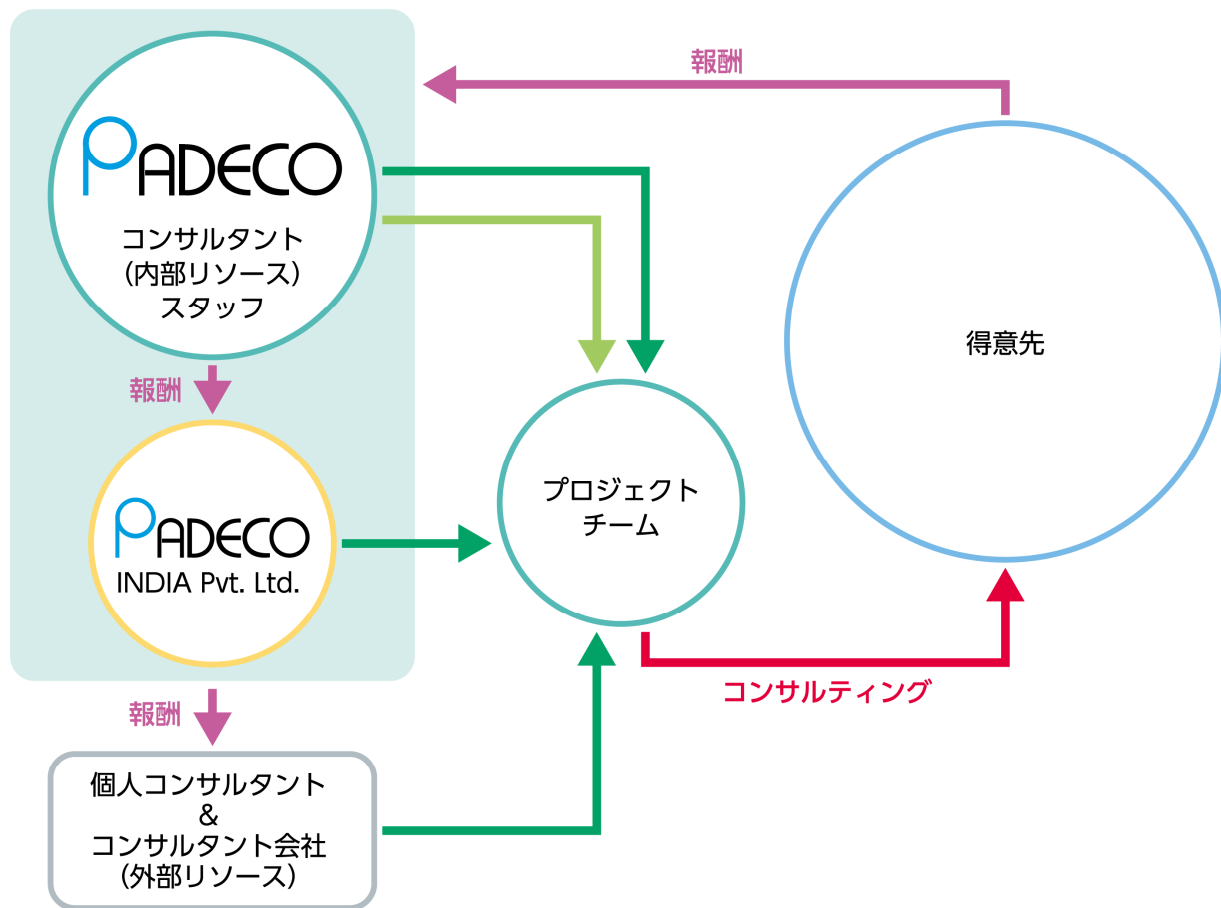 報酬
PADECO
コンサルタント
(内部リソース)
スタッフ
報酬
得意先
プロジェクト
チーム
PADECO
INDIA Pvt. Ltd.
コンサルティング
報酬
個人コンサルタント
&
コンサルタント会社
(外部リソース)